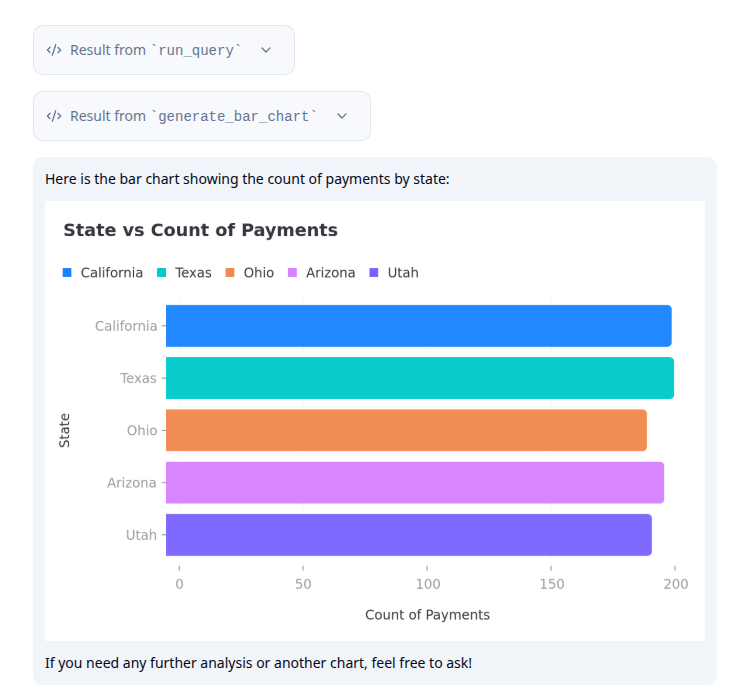 </> Result from `run_query`
</> Result from `generate_bar_chart`
Here is the bar chart showing the count of payments by state:
State vs Count of Payments
California Texas Ohio Arizona Utah
California
Texas
Ohio
Arizona
Utah
State
0 50 100 150 200
Count of Payments
If you need any further analysis or another chart, feel free to ask!